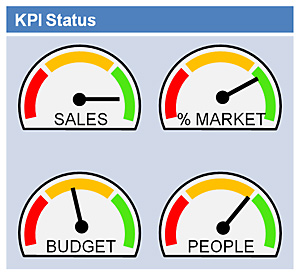 KPI Status
SALES
% MARKET
BUDGET
PEOPLE